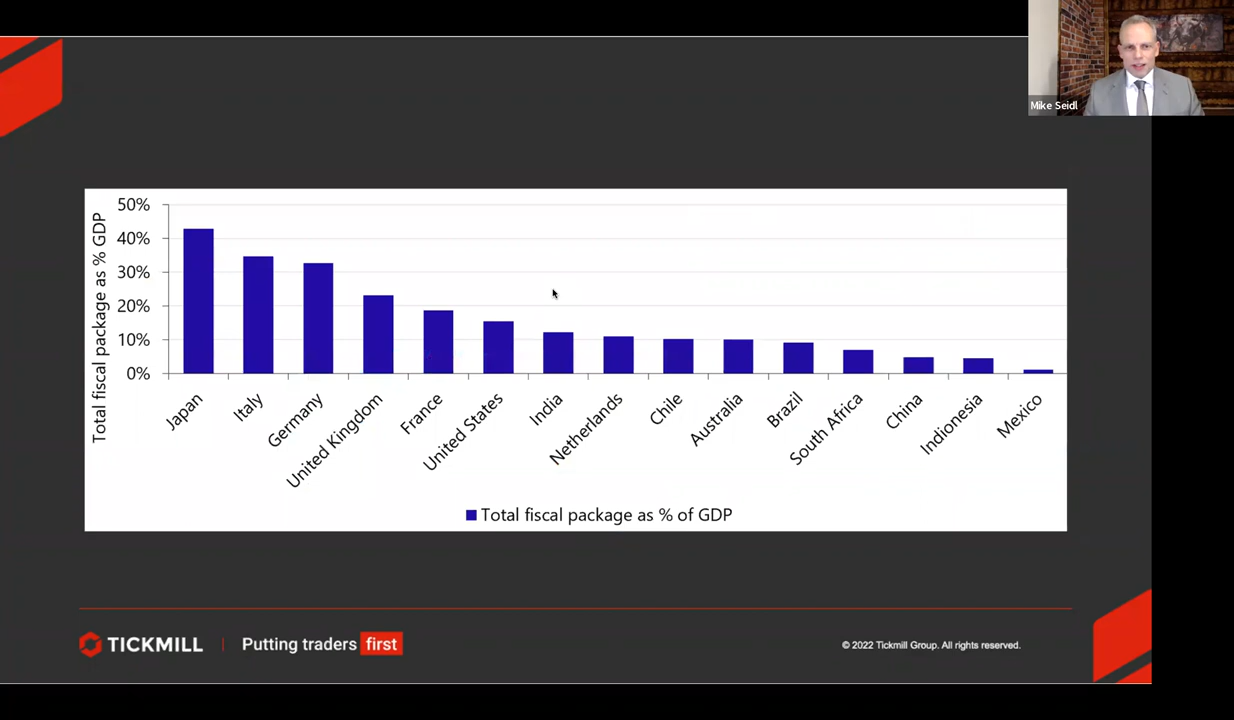 Mike Seidl
Total fiscal package as % GDP
50%
40%
30%
20%
10%
0%
Japan
Italy
Germany
United Kingdom
France
United States
India
Netherlands
Chile
Australia
Brazil
South Africa
China
Indionesia
Mexico
Total fiscal package as % of GDP
TICKMILL
Putting traders first
© 2022 Tickmill Group. All rights reserved.